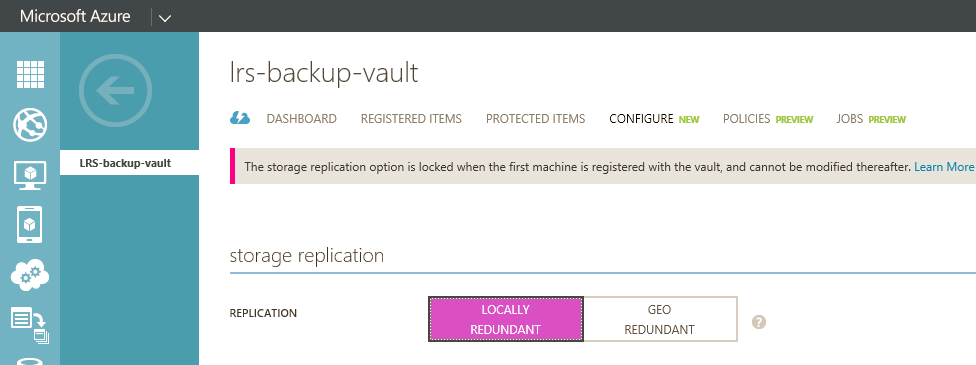 Microsoft Azure
lrs-backup-vault
DASHBOARD REGISTERED ITEMS PROTECTED ITEMS CONFIGURE NEW POLICIES PREVIEW JOBS PREVIEW
LRS-backup-vault
The storage replication option is locked when the first machine is registered with the vault, and cannot be modified thereafter. Learn More
storage replication
REPLICATION
LOCALLY
REDUNDANT
GEO
REDUNDANT
?